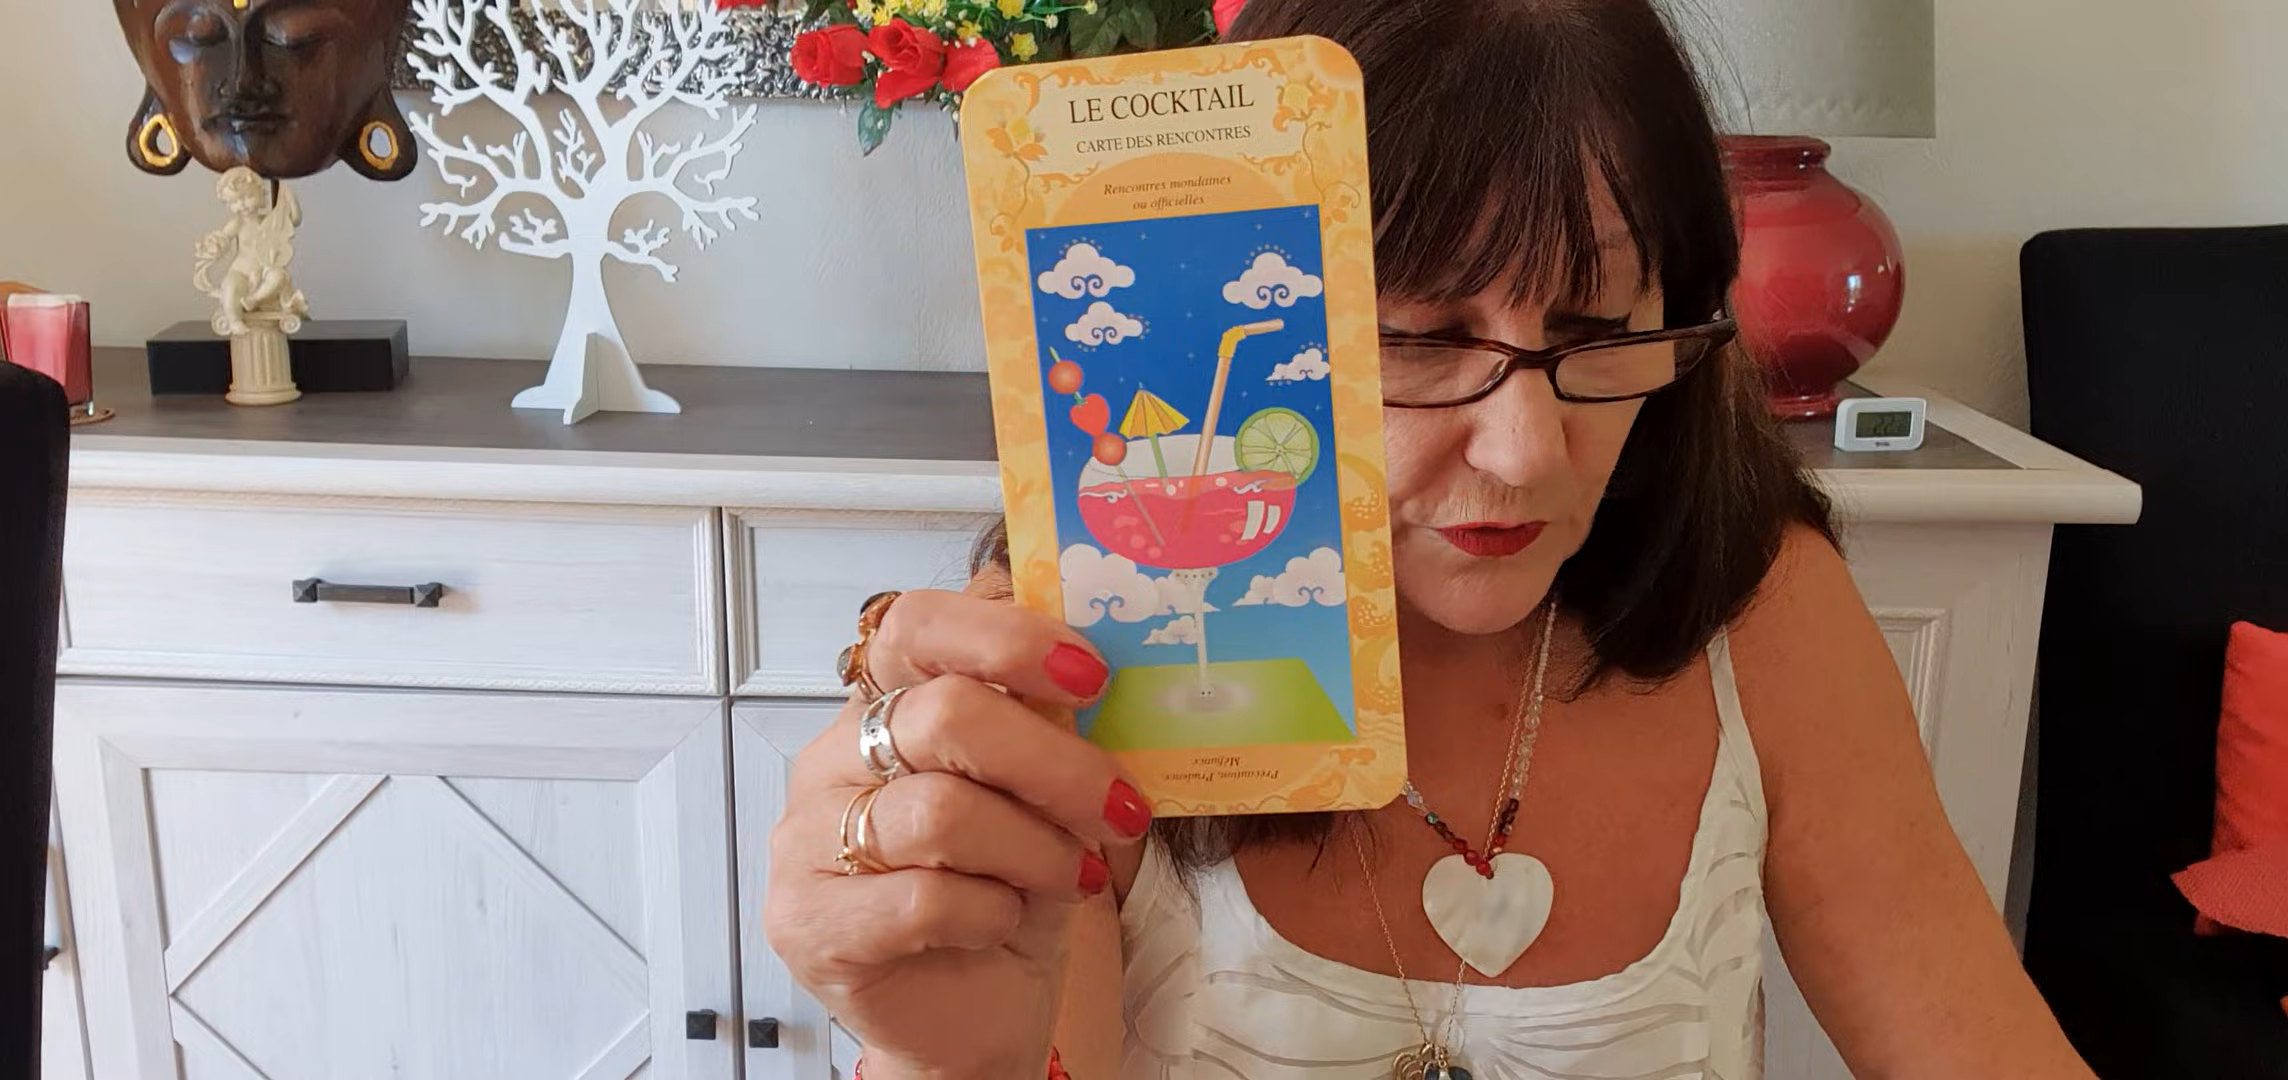 LE COCKTAIL
CARTE DES RENCONTRES
Rencontres mondaines
ou officielles
Précaution, Prudence,
Méfiance.